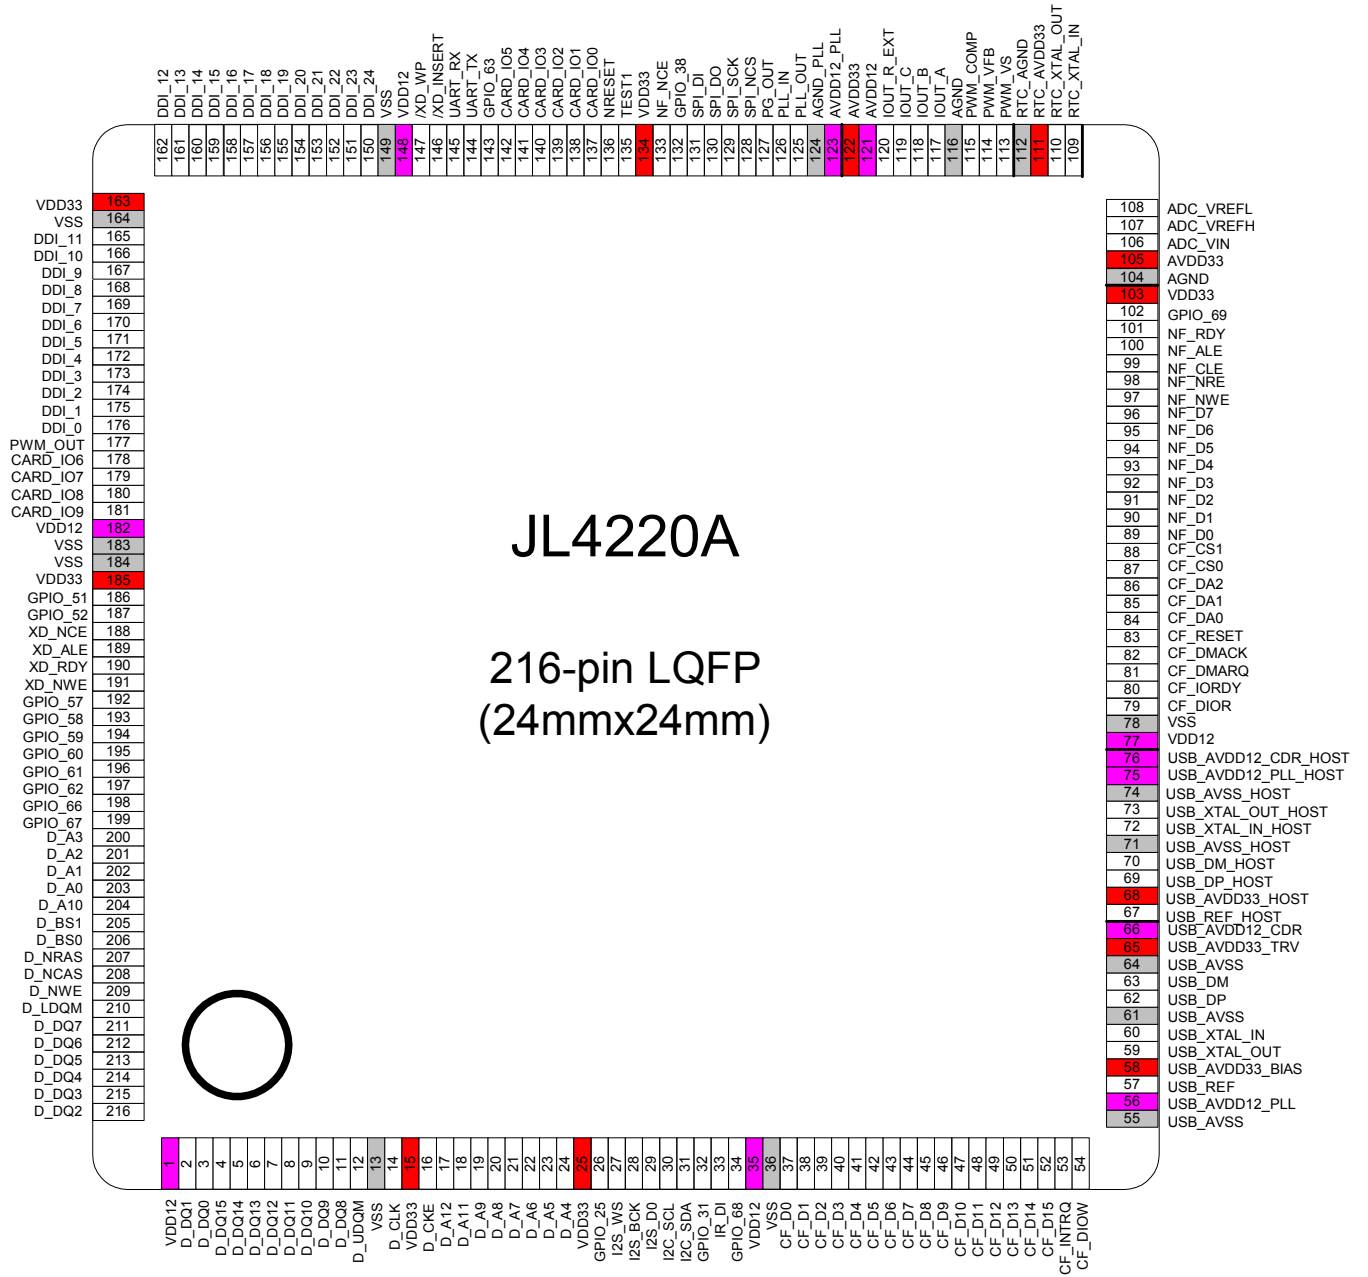 DDI_12
DDI_13
DDI_14
DDI_15
DDI_16
DDI_17
DDI_18
DDI_19
DDI_20
DDI_21
DDI_22
DDI_23
DDI_24
VSS
VDD12
/XD_WP
/XD_INSERT
UART_RX
UART_TX
GPIO_63
CARD_IO5
CARD_IO4
CARD_IO3
CARD_IO2
CARD_IO1
CARD_IO0
NRESET
TEST1
VDD33
NF_NCE
GPIO_38
SPI_DI
SPI_DO
SPI_SCK
SPI_NCS
PG_OUT
PLL_IN
PLL_OUT
AGND_PLL
AVDD12_PLL
AVDD33
AVDD12
IOUT_R_EXT
IOUT_C
IOUT_B
IOUT_A
AGND
PWM_COMP
PWM_VFB
PWM_VS
RTC_AGND
RTC_AVDD33
RTC_XTAL_OUT
RTC_XTAL_IN
162 161 160 159 158 157 156 155 154 153 152 151 150 149 148 147 146 145 144 143 142 141 140 139 138 137 136 135 134 133 132 131 130 129 128 127 126 125 124 123 122 121 120 119 118 117 116 115 114 113 112 111 110 109
VDD33 163
VSS 164
DDI_11 165
DDI_10 166
DDI_9 167
DDI_8 168
DDI_7 169
DDI_6 170
DDI_5 171
DDI_4 172
DDI_3 173
DDI_2 174
DDI_1 175
DDI_0 176
PWM_OUT 177
CARD_IO6 178
CARD_IO7 179
CARD_IO8 180
CARD_IO9 181
VDD12 182
VSS 183
VSS 184
VDD33 185
GPIO_51 186
GPIO_52 187
XD_NCE 188
XD_ALE 189
XD_RDY 190
XD_NWE 191
GPIO_57 192
GPIO_58 193
GPIO_59 194
GPIO_60 195
GPIO_61 196
GPIO_62 197
GPIO_66 198
GPIO_67 199
D_A3 200
D_A2 201
D_A1 202
D_A0 203
D_A10 204
D_BS1 205
D_BS0 206
D_NRAS 207
D_NCAS 208
D_NWE 209
D_LDQM 210
D_DQ7 211
D_DQ6 212
D_DQ5 213
D_DQ4 214
D_DQ3 215
D_DQ2 216
JL4220A
216-pin LQFP
(24mmx24mm)
108 ADC_VREFL
107 ADC_VREFH
106 ADC_VIN
105 AVDD33
104 AGND
103 VDD33
102 GPIO_69
101 NF_RDY
100 NF_ALE
99 NF_CLE
98 NF_NRE
97 NF_NWE
96 NF_D7
95 NF_D6
94 NF_D5
93 NF_D4
92 NF_D3
91 NF_D2
90 NF_D1
89 NF_D0
88 CF_CS1
87 CF_CS0
86 CF_DA2
85 CF_DA1
84 CF_DA0
83 CF_RESET
82 CF_DMACK
81 CF_DMARQ
80 CF_IORDY
79 CF_DIOR
78 VSS
77 VDD12
76 USB_AVDD12_CDR_HOST
75 USB_AVDD12_PLL_HOST
74 USB_AVSS_HOST
73 USB_XTAL_OUT_HOST
72 USB_XTAL_IN_HOST
71 USB_AVSS_HOST
70 USB_DM_HOST
69 USB_DP_HOST
68 USB_AVDD33_HOST
67 USB_REF_HOST
66 USB_AVDD12_CDR
65 USB_AVDD33_TRV
64 USB_AVSS
63 USB_DM
62 USB_DP
61 USB_AVSS
60 USB_XTAL_IN
59 USB_XTAL_OUT
58 USB_AVDD33_BIAS
57 USB_REF
56 USB_AVDD12_PLL
55 USB_AVSS
1 2 3 4 5 6 7 8 9 10 11 12 13 14 15 16 17 18 19 20 21 22 23 24 25 26 27 28 29 30 31 32 33 34 35 36 37 38 39 40 41 42 43 44 45 46 47 48 49 50 51 52 53 54
VDD12
D_DQ1
D_DQ0
D_DQ15
D_DQ14
D_DQ13
D_DQ12
D_DQ11
D_DQ10
D_DQ9
D_DQ8
D_UDQM
VSS
D_CLK
VDD33
D_CKE
D_A12
D_A11
D_A9
D_A8
D_A7
D_A6
D_A5
D_A4
VDD33
GPIO_25
I2S_WS
I2S_BCK
I2S_D0
I2C_SCL
I2C_SDA
GPIO_31
IR_DI
GPIO_68
VDD12
VSS
CF_D0
CF_D1
CF_D2
CF_D3
CF_D4
CF_D5
CF_D6
CF_D7
CF_D8
CF_D9
CF_D10
CF_D11
CF_D12
CF_D13
CF_D14
CF_D15
CF_INTRQ
CF_DIOW